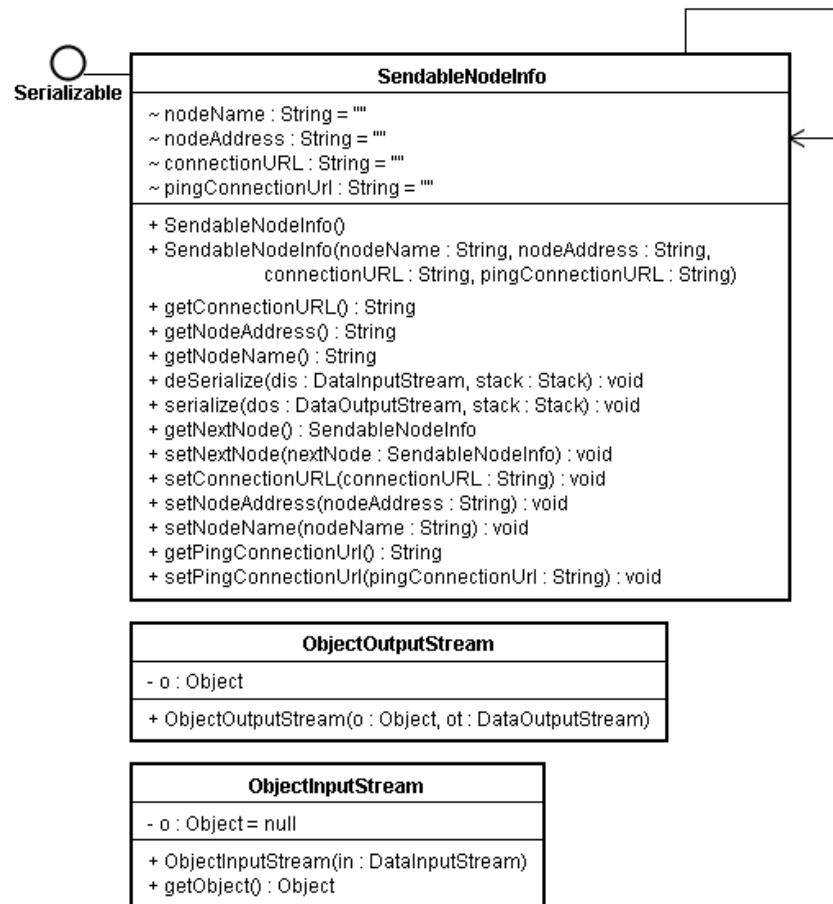 Serializable
SendableNodeInfo
~ nodeName : String = ""
~ nodeAddress : String = ""
~ connectionURL : String = ""
~ pingConnectionUrl : String = ""
+ SendableNodeInfo()
+ SendableNodeInfo(nodeName : String, nodeAddress : String,
connectionURL : String, pingConnectionURL : String)
+ getConnectionURL() : String
+ getNodeAddress() : String
+ getNodeName() : String
+ deSerialize(dis : DataInputStream, stack : Stack) : void
+ serialize(dos : DataOutputStream, stack : Stack) : void
+ getNextNode() : SendableNodeInfo
+ setNextNode(nextNode : SendableNodeInfo) : void
+ setConnectionURL(connectionURL : String) : void
+ setNodeAddress(nodeAddress : String) : void
+ setNodeName(nodeName : String) : void
+ getPingConnectionUrl() : String
+ setPingConnectionUrl(pingConnectionUrl : String) : void
ObjectOutputStream
- o : Object
+ ObjectOutputStream(o : Object, ot : DataOutputStream)
ObjectInputStream
- o : Object = null
+ ObjectInputStream(in : DataInputStream)
+ getObject() : Object